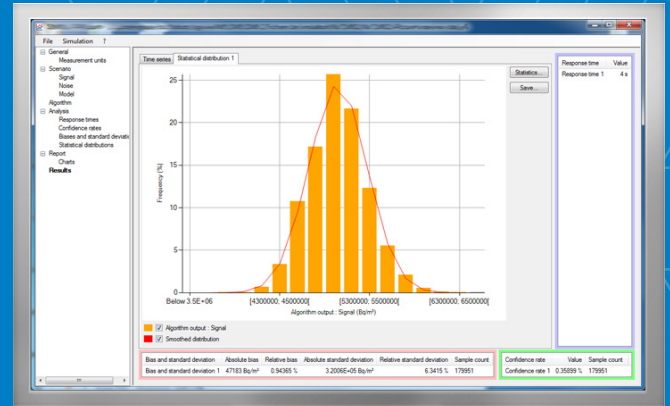 File Simulation ?
General
Measurement units
Scenario
Signal
Noise
Model
Algorithm
Analysis
Response times
Confidence rates
Biases and standard deviatio
Statistical distributions
Report
Charts
Results
Time series Statistical distribution 1
Frequency (%)
25
20
15
10
5
0
Below 3.5E+06 [4300000; 4500000[ [5300000; 5500000[ [6300000; 6500000[
Algorithm output : Signal (Bq/m³)
Algorithm output : Signal
Smoothed distribution
Statistics...
Save...
Response time Value
Response time 1 4 s
Bias and standard deviation Absolute bias Relative bias Absolute standard deviation Relative standard deviation Sample count
Bias and standard deviation 1 47183 Bq/m³ 0.94365 % 3.2006E+05 Bq/m³ 6.3415 % 179951
Confidence rate Value Sample count
Confidence rate 1 0.35899 % 179951